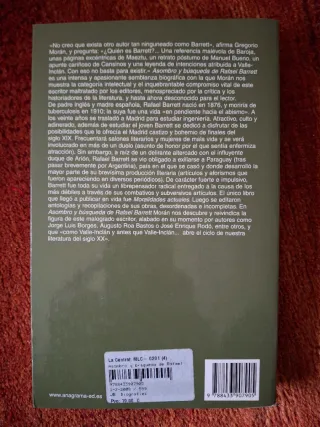 «No creo que exista otro autor tan ninguneado como Barrett», afirma Gregorio
Morán, y pregunta: «¿Quién es Barrett?». Una referencia malévola de Baroja,
unas páginas excéntricas de Maeztu, un retrato póstumo de Manuel Bueno, un
apunte cariñoso de Cansinos y una leyenda de intenciones atribuida a Valle-
Inclán. Con eso no basta para existir.» Asombro y búsqueda de Rafael Barrett
es una intensa y apasionante semblanza biográfica con la que Morán nos
muestra la categoría intelectual y el inquebrantable compromiso vital de este
escritor maltratado por los editores, menospreciado por la crítica y los
historiadores de la literatura, y hasta ahora desconocido para el lector.
De padre inglés y madre española, Rafael Barrett nació en 1876, y moriría
de tuberculosis en 1910; la suya fue una vida «en pendiente hacia el abismo». A
los veinte años se trasladó a Madrid para estudiar ingeniería. Atractivo, culto y
adinerado, además de estudiar el joven Barrett se dedicó a disfrutar de las
posibilidades que le ofrecía el Madrid castizo y bohemio de finales del
siglo XIX. Frecuentará salones literarios y mujeres de mala vida y se verá
involucrado en más de un duelo (asunto de honor por el que sentía enfermiza
atracción). Sin embargo, a raíz de un delirante altercado con el influyente
duque de Arión, Rafael Barrett se vio obligado a exiliarse a Paraguay (tras
pasar brevemente por Argentina), país en el se casó y donde desarrolló la
mayor parte de su brevísima producción literaria (artículos y aforismos que
fueron apareciendo en diversos periódicos). De carácter fuerte e impulsivo,
Barrett fue toda su vida un librepensador radical entregado a la causa de los
más débiles a través de sus combativos y subversivos artículos. El único libro
que llegó a publicar en vida fue Moralidades actuales. Luego se editaron
antologías y recopilaciones de sus obras, desordenadas e incompletas. En
Asombro y búsqueda de Rafael Barrett Morán nos descubre y reivindica la
figura de este malogrado escritor, alabado en su momento por autores como
Jorge Luis Borges, Augusto Roa Bastos o José Enrique Rodó, entre otros, y
que «como Valle-Inclán y antes que Valle-Inclán... abre el ciclo de nuestra
literatura del siglo XX».
La Central MLC - 0201 (4)
Asombro y búsqueda de Rafael
9788433907905
www.anagrama-ed.es
9 788433 907905